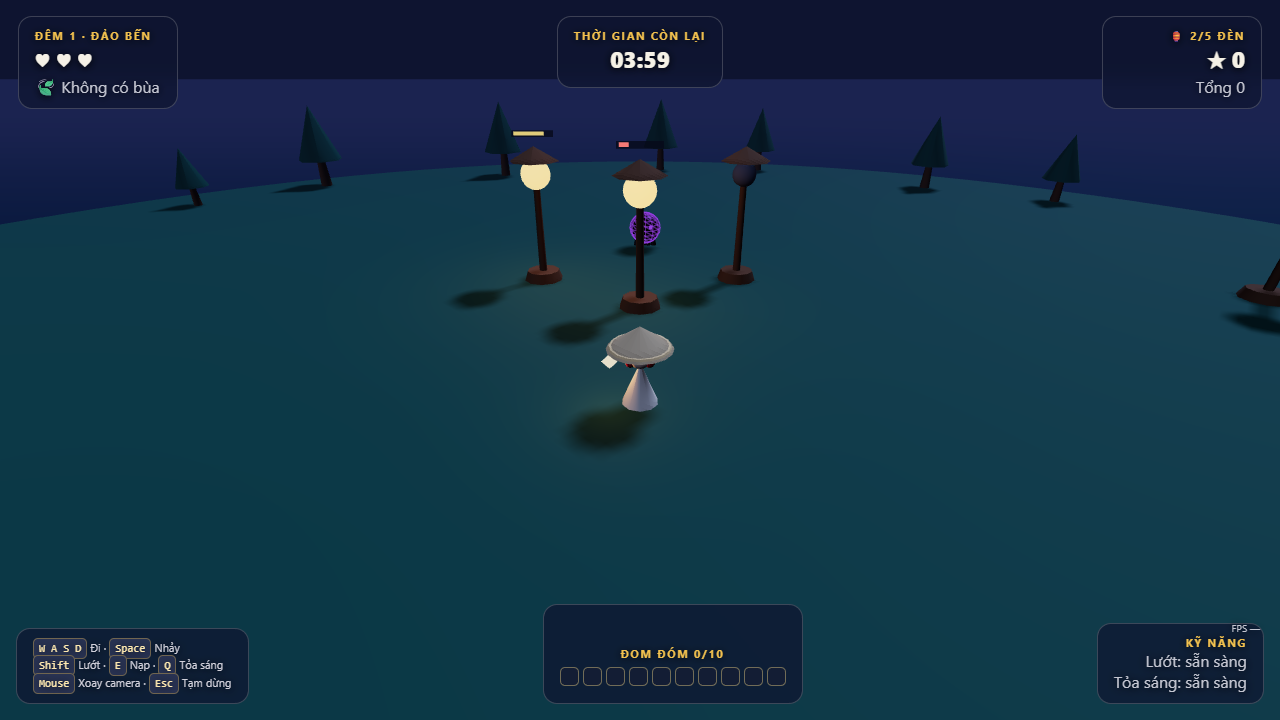 ĐÊM 1 · ĐẢO BẾN
Không có bùa
THỜI GIAN CÒN LẠI
03:59
2/5 ĐÈN
★ 0
Tổng 0
W A S D Đi · Space Nhảy
Shift Lướt · E Nạp · Q Tỏa sáng
Mouse Xoay camera · Esc Tạm dừng
ĐOM ĐÓM 0/10
FPS —
KỸ NĂNG
Lướt: sẵn sàng
Tỏa sáng: sẵn sàng